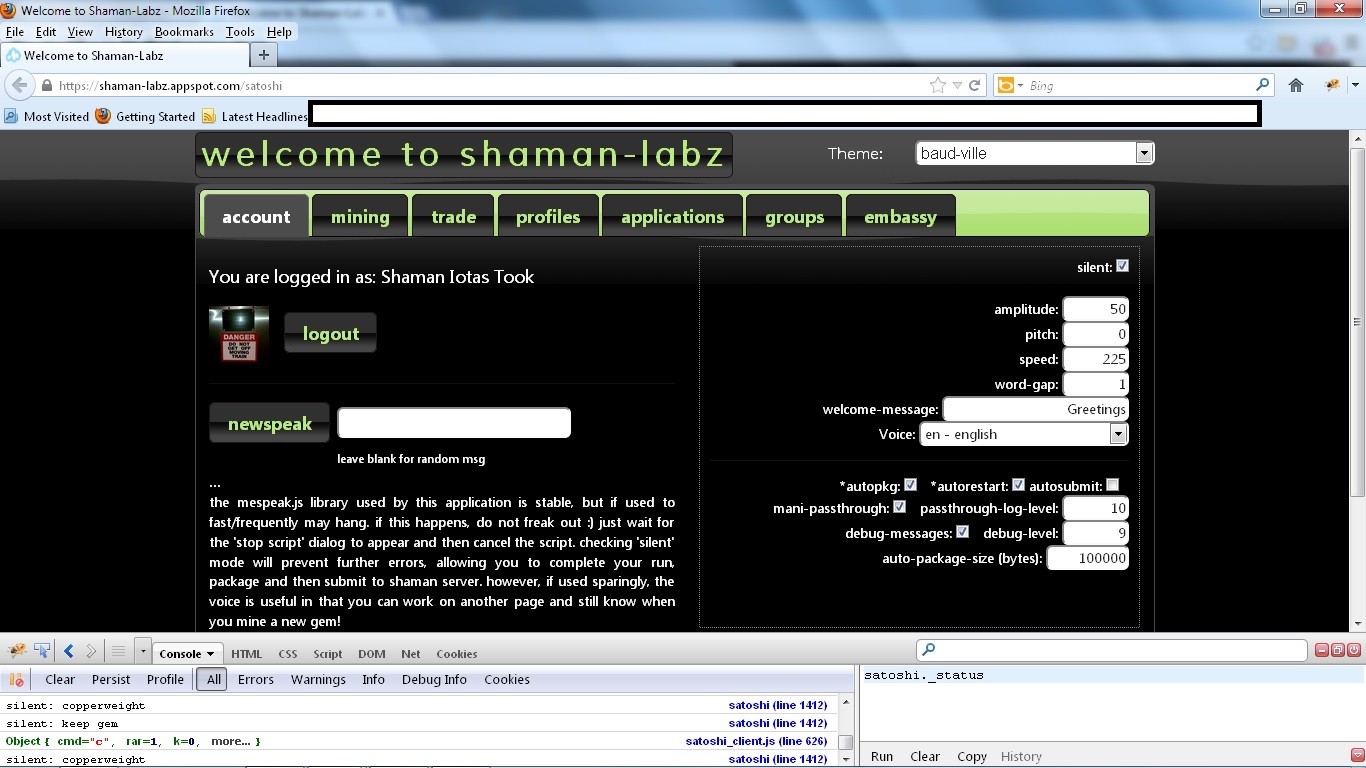 Welcome to Shaman-Labz - Mozilla Firefox
File Edit View History Bookmarks Tools Help
Welcome to Shaman-Labz
https://shaman-labz.appspot.com/satoshi
Bing
Most Visited Getting Started Latest Headlines
welcome to shaman-labz
Theme: baud-ville
account mining trade profiles applications groups embassy
You are logged in as: Shaman Iotas Took
DANGER
DO NOT
GET OFF
MOVING
TRAIN
logout
newspeak
leave blank for random msg
...
the mespeak.js library used by this application is stable, but if used to
fast/frequently may hang. if this happens, do not freak out :) just wait for
the 'stop script' dialog to appear and then cancel the script. checking 'silent'
mode will prevent further errors, allowing you to complete your run,
package and then submit to shaman server. however, if used sparingly, the
voice is useful in that you can work on another page and still know when
you mine a new gem!
silent:
amplitude: 50
pitch: 0
speed: 225
word-gap: 1
welcome-message: Greetings
Voice: en - english
*autopkg: *autorestart: autosubmit:
mani-passthrough: passthrough-log-level: 10
debug-messages: debug-level: 9
auto-package-size (bytes): 100000
Console HTML CSS Script DOM Net Cookies
Clear Persist Profile All Errors Warnings Info Debug Info Cookies
silent: copperweight satoshi (line 1412)
silent: keep gem satoshi (line 1412)
Object { cmd="c", rar=1, k=0, more... } satoshi_client.js (line 626)
silent: copperweight satoshi (line 1412)
satoshi._status
Run Clear Copy History